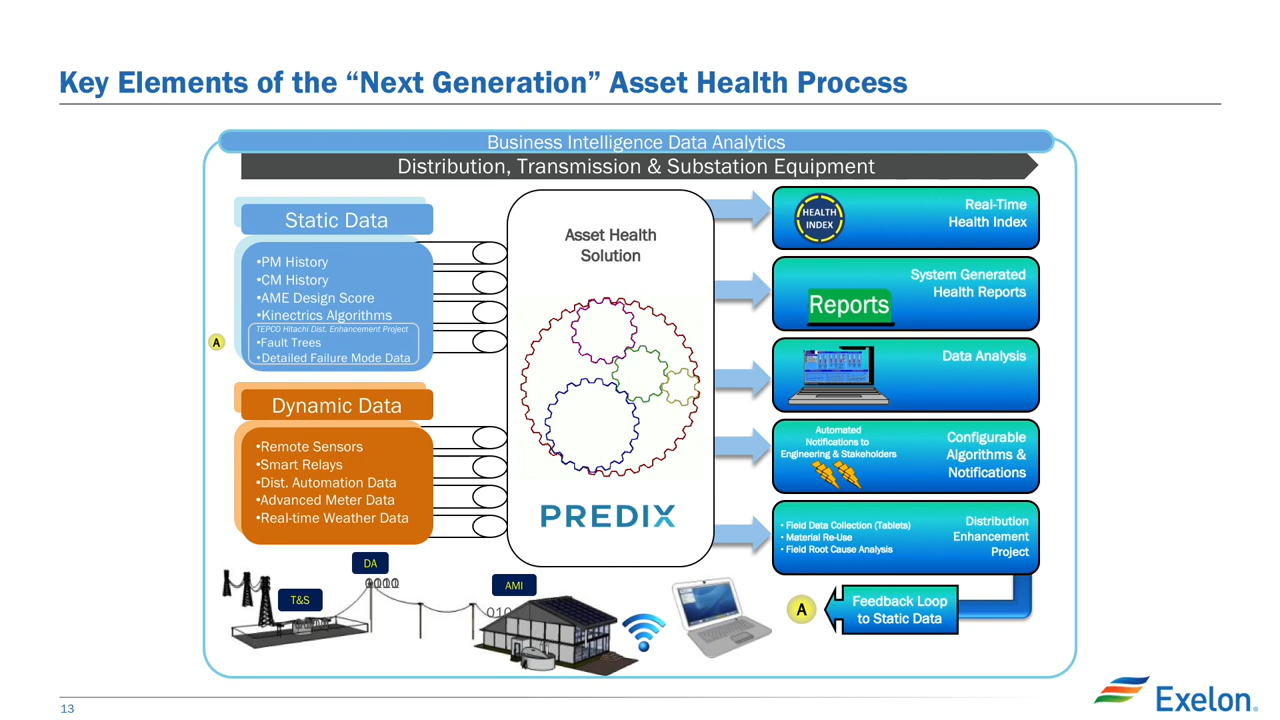 Key Elements of the “Next Generation” Asset Health Process
Business Intelligence Data Analytics
Distribution, Transmission & Substation Equipment
Static Data
•PM History
•CM History
•AME Design Score
•Kinectrics Algorithms
TEPCO Hitachi Dist. Enhancement Project
•Fault Trees
•Detailed Failure Mode Data
A
Dynamic Data
•Remote Sensors
•Smart Relays
•Dist. Automation Data
•Advanced Meter Data
•Real-time Weather Data
Asset Health
Solution
PREDIX
HEALTH
INDEX
Real-Time
Health Index
Reports
System Generated
Health Reports
Data Analysis
Automated
Notifications to
Engineering & Stakeholders
Configurable
Algorithms &
Notifications
• Field Data Collection (Tablets)
• Material Re-Use
• Field Root Cause Analysis
Distribution
Enhancement
Project
A
Feedback Loop
to Static Data
DA
T&S
AMI
010
13
Exelon.